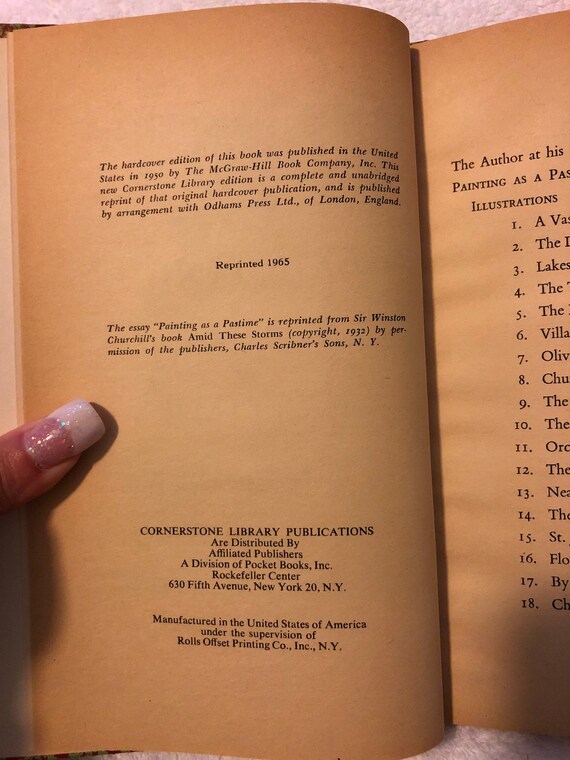 The hardcover edition of this book was published in the United
States in 1950 by The McGraw-Hill Book Company, Inc. This
new Cornerstone Library edition is a complete and unabridged
reprint of that original hardcover publication, and is published
by arrangement with Odhams Press Ltd., of London, England.
Reprinted 1965
The essay "Painting as a Pastime" is reprinted from Sir Winston
Churchill's book Amid These Storms (copyright, 1932) by per-
mission of the publishers, Charles Scribner's Sons, N. Y.
CORNERSTONE LIBRARY PUBLICATIONS
Are Distributed By
Affiliated Publishers
A Division of Pocket Books, Inc.
Rockefeller Center
630 Fifth Avenue, New York 20, N.Y.
Manufactured in the United States of America
under the supervision of
Rolls Offset Printing Co., Inc., N.Y.
The Author at his
PAINTING AS A PAS
ILLUSTRATIONS
1. A Vas
2. The
3. Lakes
4. The
5. The
6. Villa
7. Oliv
8. Chu
9. The
10. The
11. Orc
12. The
13. Nea
14. The
15. St.
16. Flo
17. By
18. Ch